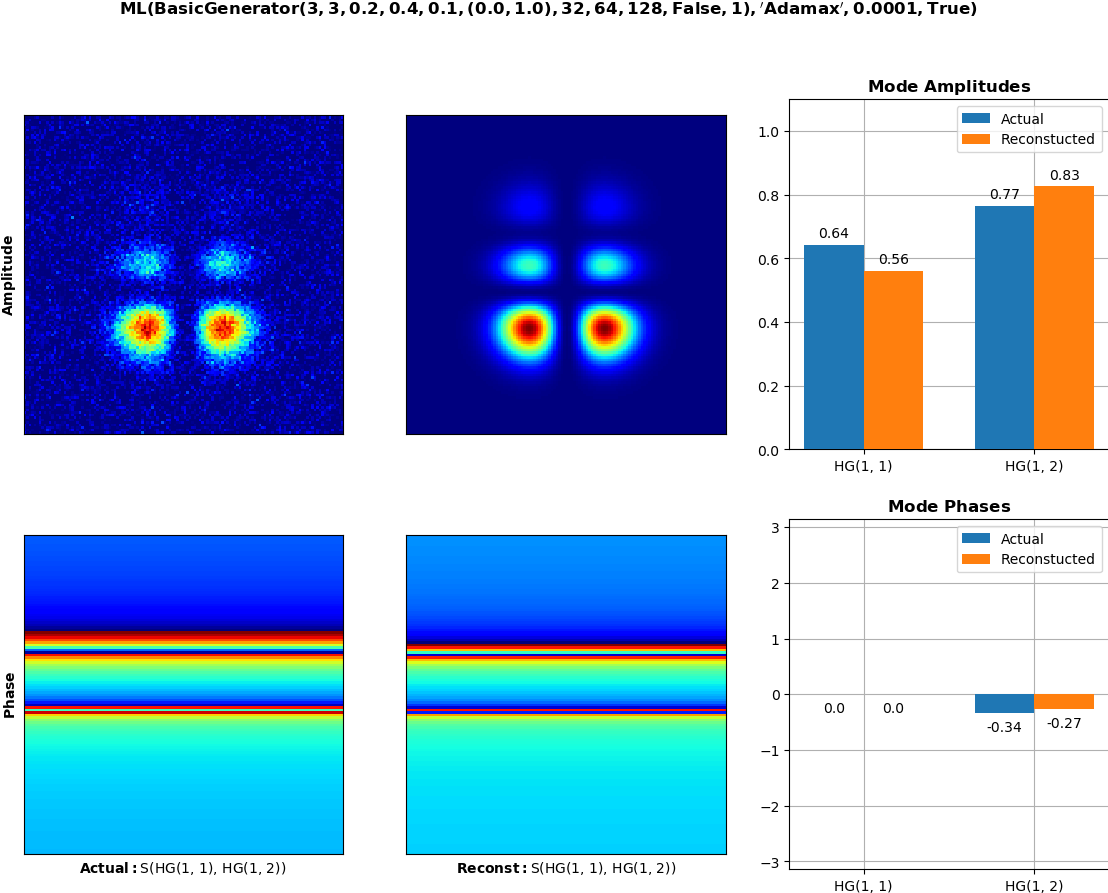 ML(BasicGenerator(3, 3, 0.2, 0.4, 0.1, (0.0, 1.0), 32, 64, 128, False, 1), 'Adamax', 0.0001, True)
Amplitude
Mode Amplitudes
Actual
Reconstucted
1.0
0.8
0.6
0.4
0.2
0.0
0.64
0.56
0.77
0.83
HG(1, 1)
HG(1, 2)
Phase
Actual: S(HG(1, 1), HG(1, 2))
Reconst: S(HG(1, 1), HG(1, 2))
Mode Phases
Actual
Reconstucted
3
2
1
0
−1
−2
−3
0.0
0.0
-0.34
-0.27
HG(1, 1)
HG(1, 2)